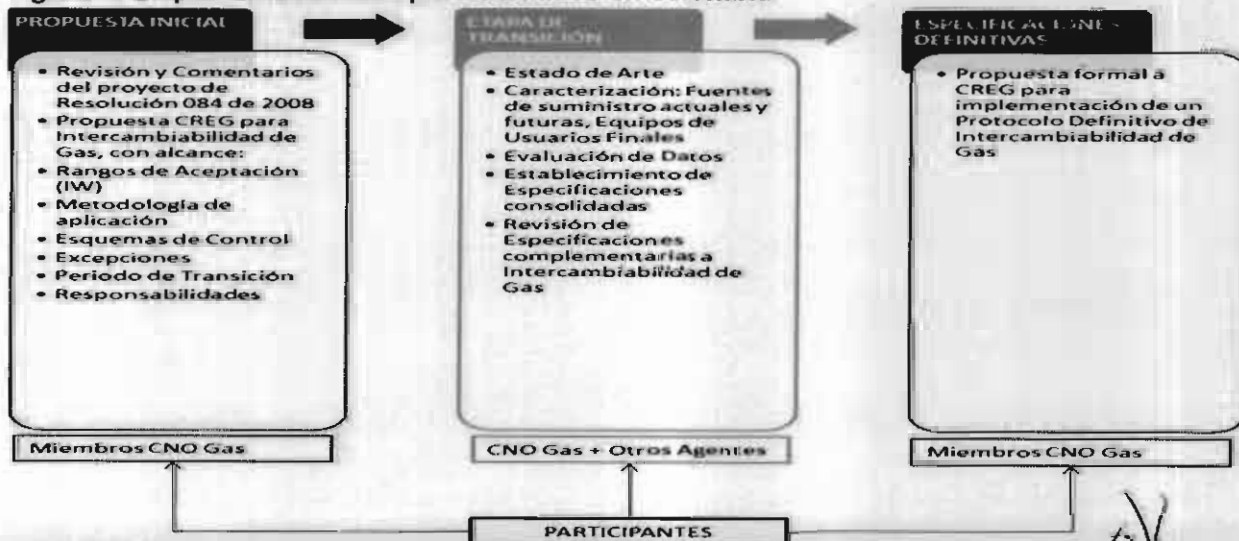 PROPUESTA INICIAL
• Revisión y Comentarios
del proyecto de
Resolución 084 de 2008
• Propuesta CREG para
Intercambiabilidad de
Gas, con alcance:
• Rangos de Aceptación
(IW)
• Metodología de
aplicación
• Esquemas de Control
• Excepciones
• Periodo de Transición
• Responsabilidades
Miembros CNO Gas
ETAPA DE
TRANSICIÓN
• Estado de Arte
• Caracterización: Fuentes
de suministro actuales y
futuras, Equipos de
Usuarios Finales
• Evaluación de Datos
• Establecimiento de
Especificaciones
consolidadas
• Revisión de
Especificaciones
complementarias a
Intercambiabilidad de
Gas
CNO Gas + Otros Agentes
ESPECIFICACIONES
DEFINITIVAS
• Propuesta formal a
CREG para
implementación de un
Protocolo Definitivo de
Intercambiabilidad de
Gas
Miembros CNO Gas
PARTICIPANTES